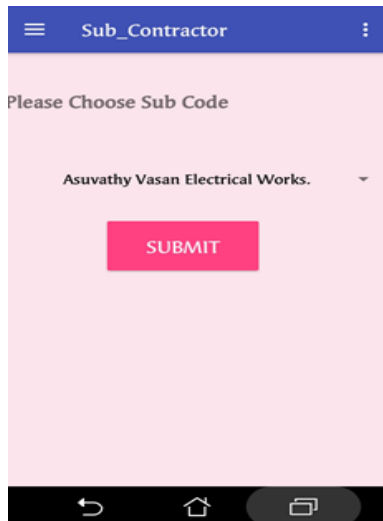 Sub_Contractor
Please Choose Sub Code
Asuvathy Vasan Electrical Works.
SUBMIT